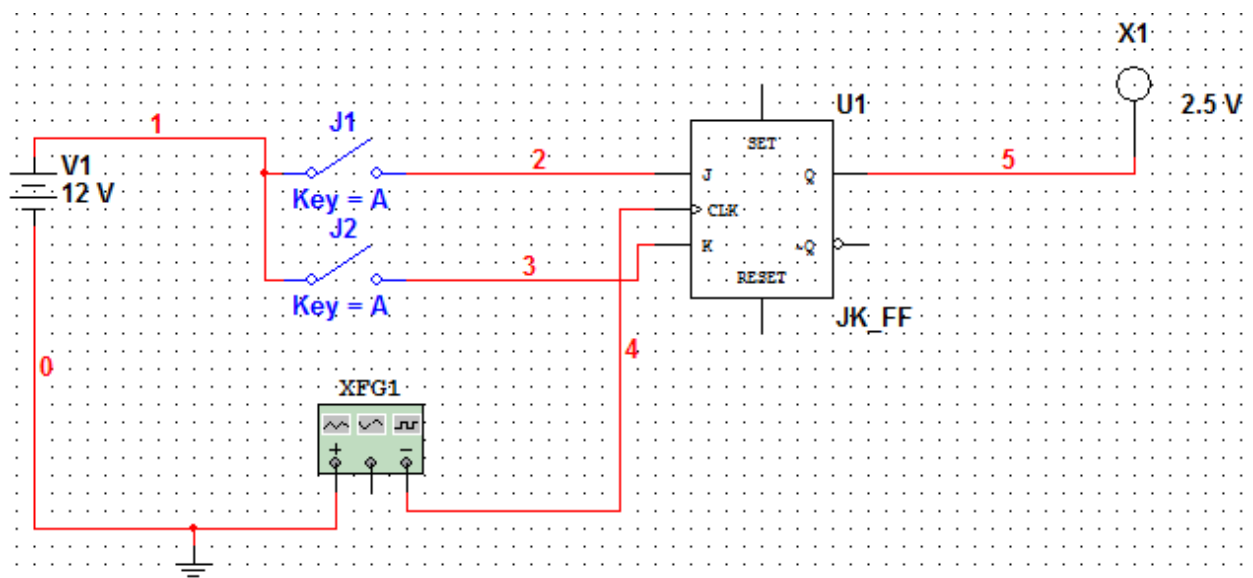 X1
2.5 V
U1
1
J1
V1
12 V
Key = A
2
SET
J
Q
5
CLK
J2
3
K
~Q
RESET
Key = A
JK_FF
0
4
XFG1
+
−